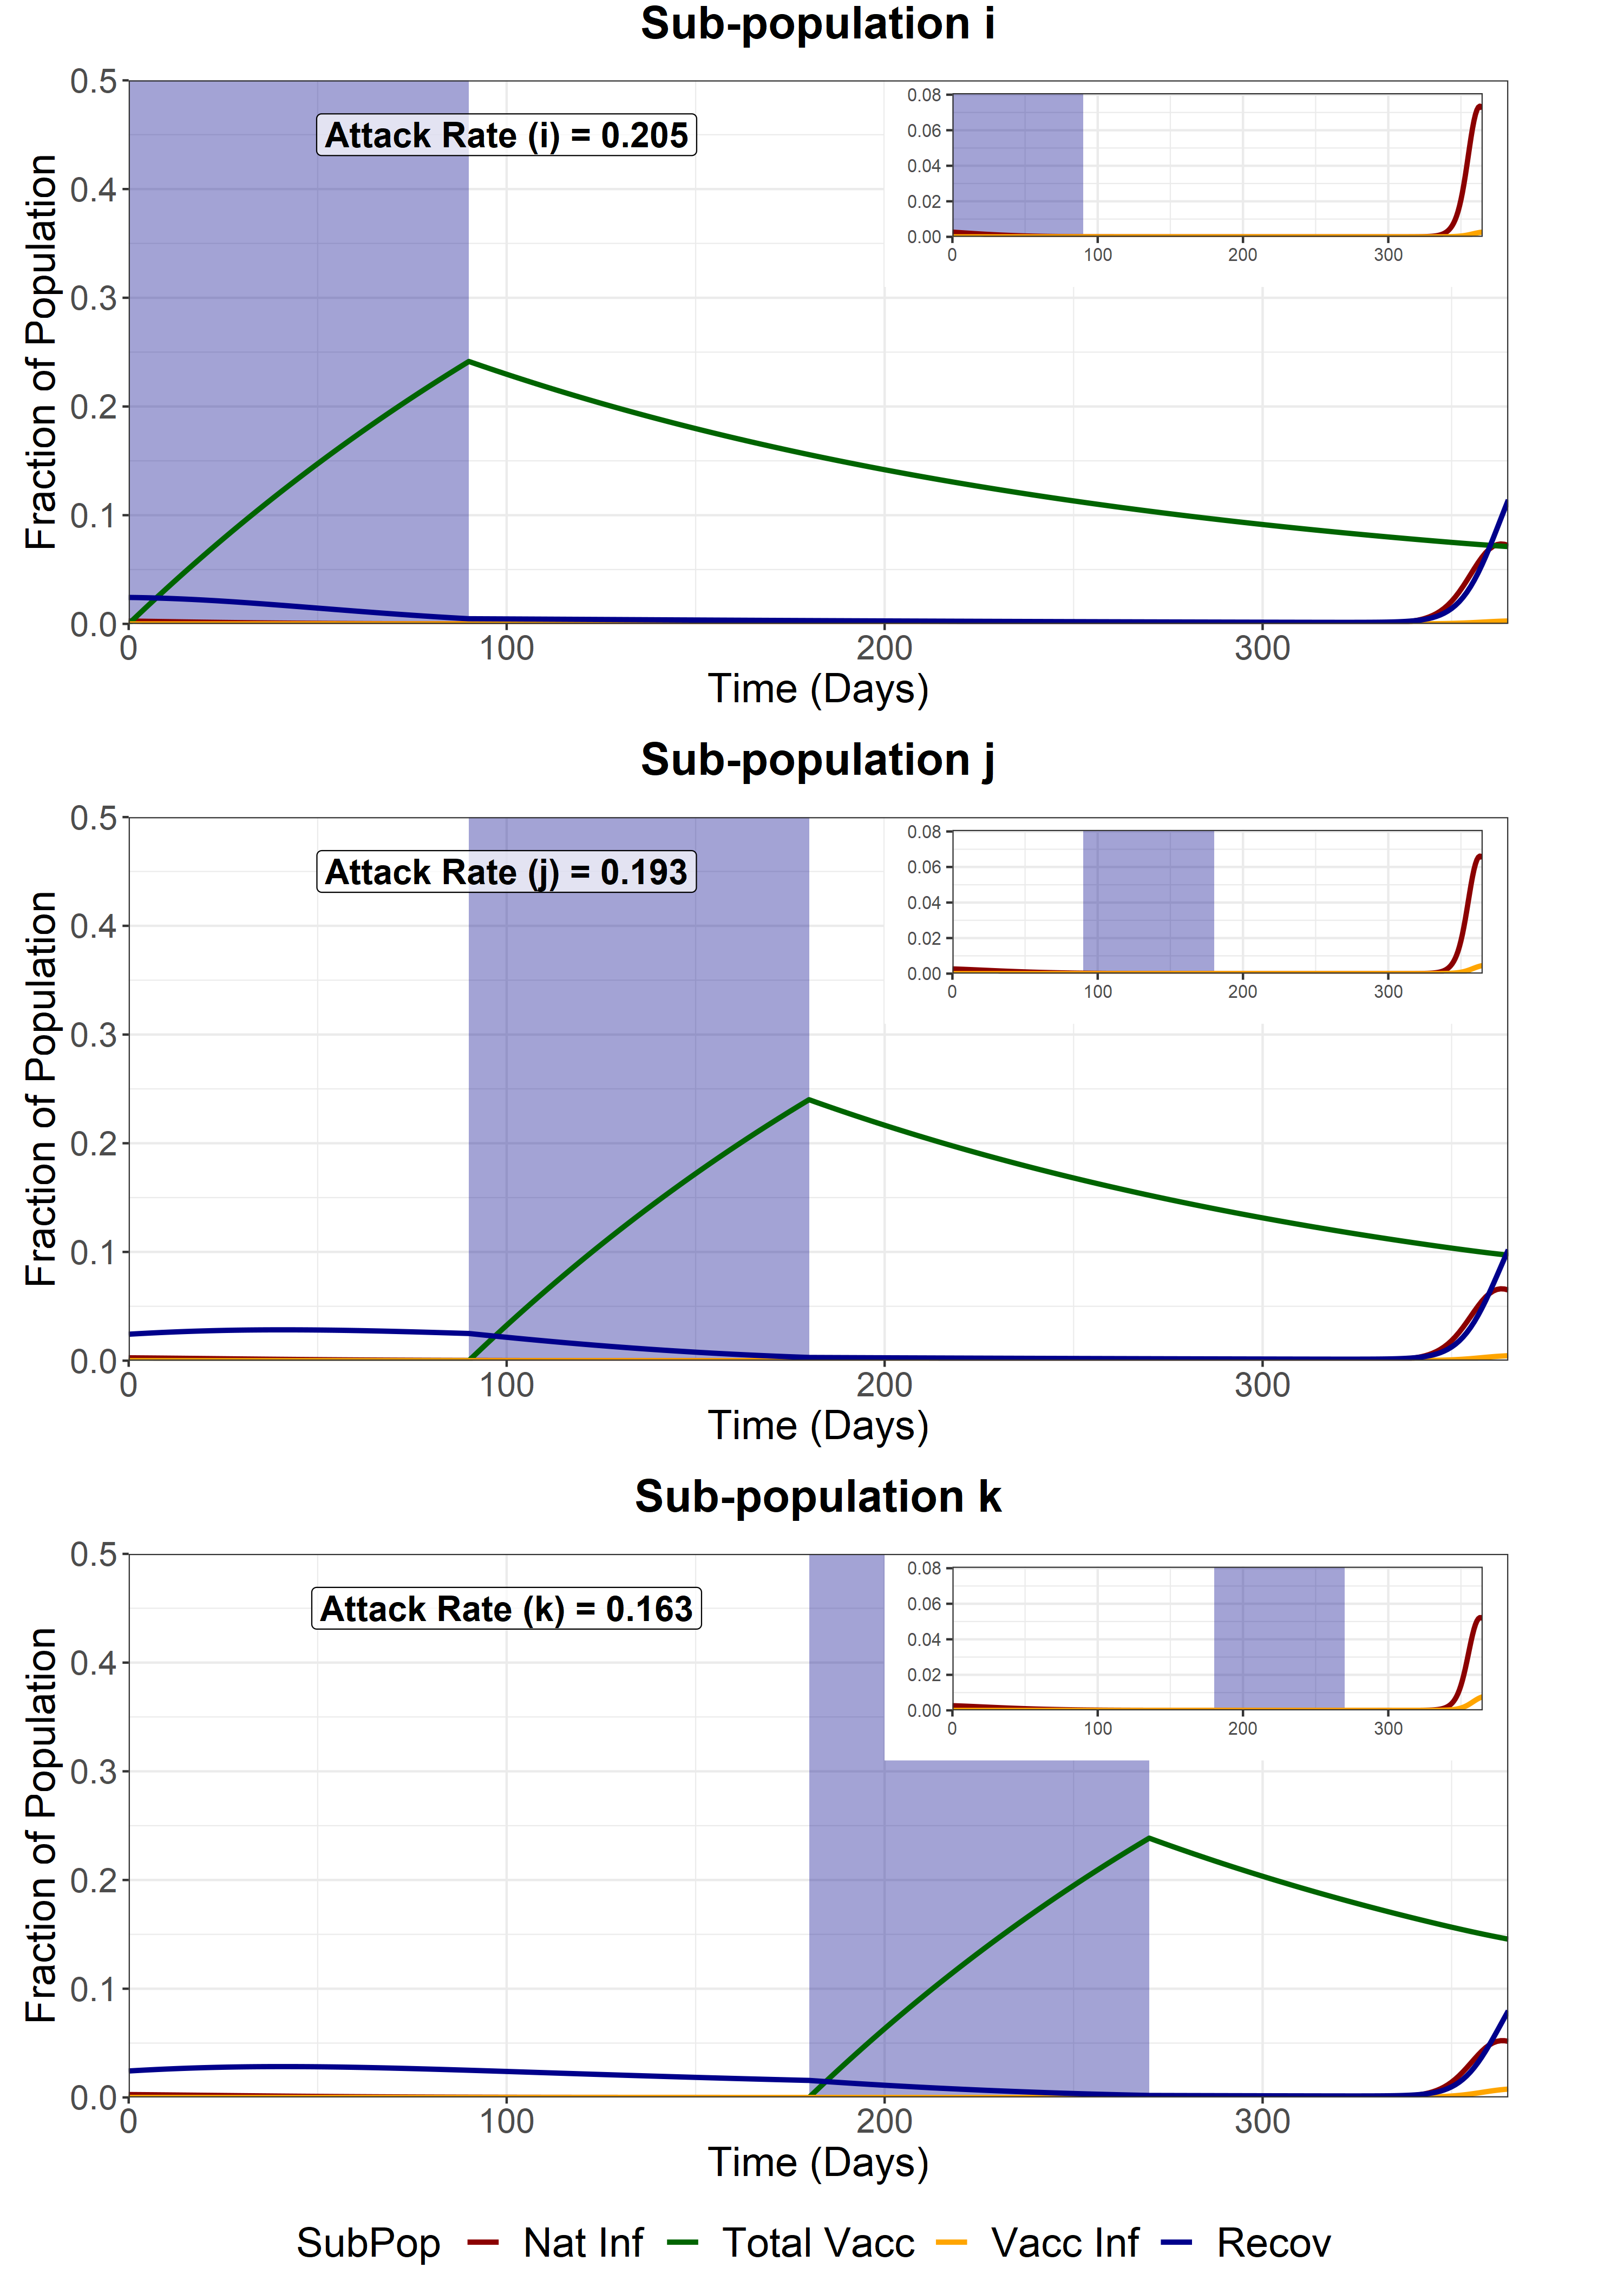 Sub-population i
Fraction of Population
0.5
0.4
0.3
0.2
0.1
0.0
Attack Rate (i) = 0.205
0.08
0.06
0.04
0.02
0.00
0 100 200 300
0 100 200 300
Time (Days)
Sub-population j
Fraction of Population
0.5
0.4
0.3
0.2
0.1
0.0
Attack Rate (j) = 0.193
0.08
0.06
0.04
0.02
0.00
0 100 200 300
0 100 200 300
Time (Days)
Sub-population k
Fraction of Population
0.5
0.4
0.3
0.2
0.1
0.0
Attack Rate (k) = 0.163
0.08
0.06
0.04
0.02
0.00
0 100 200 300
0 100 200 300
Time (Days)
SubPop Nat Inf Total Vacc Vacc Inf Recov